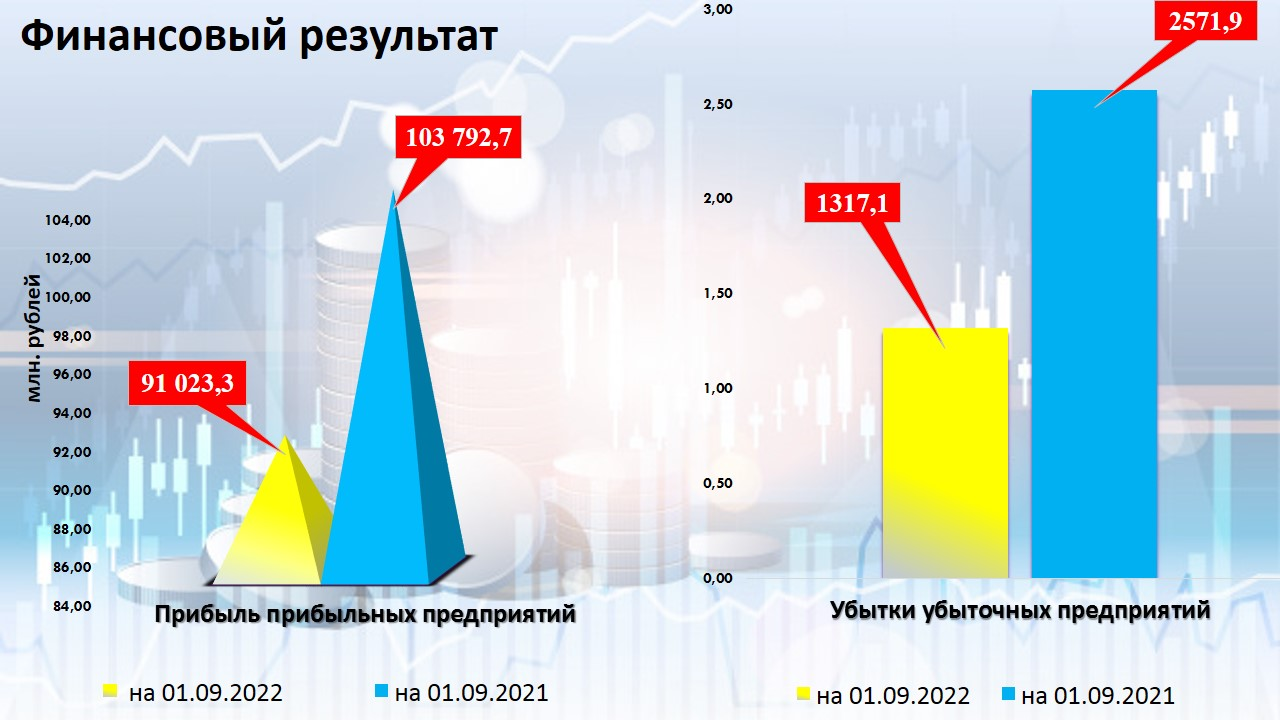 Финансовый результат
млн. рублей
104,00
102,00
100,00
98,00
96,00
94,00
92,00
90,00
88,00
86,00
84,00
103 792,7
91 023,3
Прибыль прибыльных предприятий
на 01.09.2022
на 01.09.2021
3,00
2,50
2,00
1,50
1,00
0,50
0,00
2571,9
1317,1
Убытки убыточных предприятий
на 01.09.2022
на 01.09.2021